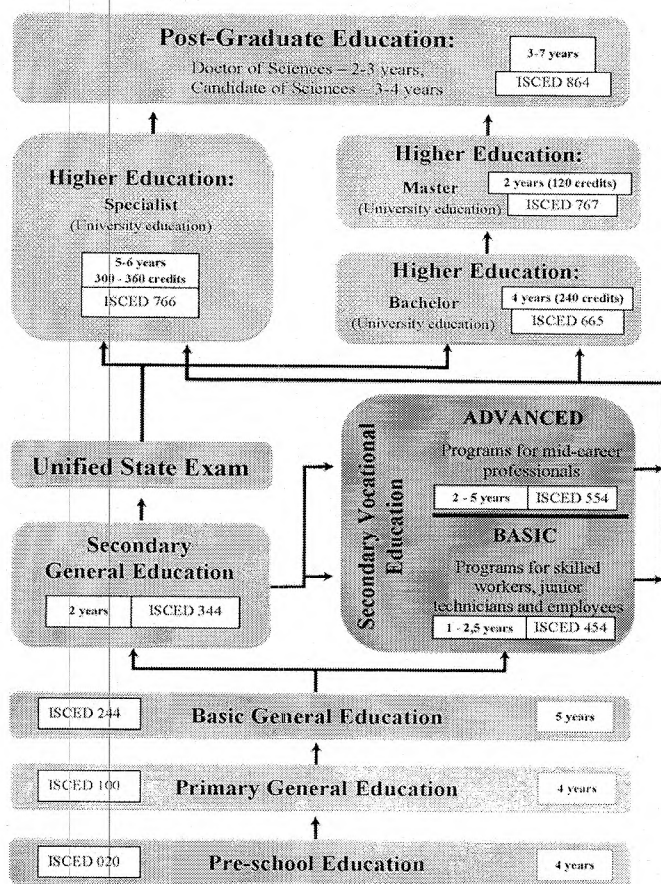 Post-Graduate Education:
Doctor of Sciences – 2-3 years,
Candidate of Sciences – 3-4 years
3-7 years
ISCED 864
Higher Education:
Specialist
(University education)
5-6 years
300 - 360 credits
ISCED 766
Higher Education:
Master
(University education)
2 years (120 credits)
ISCED 767
Higher Education:
Bachelor
(University education)
4 years (240 credits)
ISCED 665
Unified State Exam
Secondary
General Education
2 years
ISCED 344
Secondary Vocational
Education
ADVANCED
Programs for mid-career
professionals
2 - 5 years
ISCED 554
BASIC
Programs for skilled
workers, junior
technicians and employees
1 - 2,5 years
ISCED 454
ISCED 244
Basic General Education
5 years
ISCED 100
Primary General Education
4 years
ISCED 020
Pre-school Education
4 years